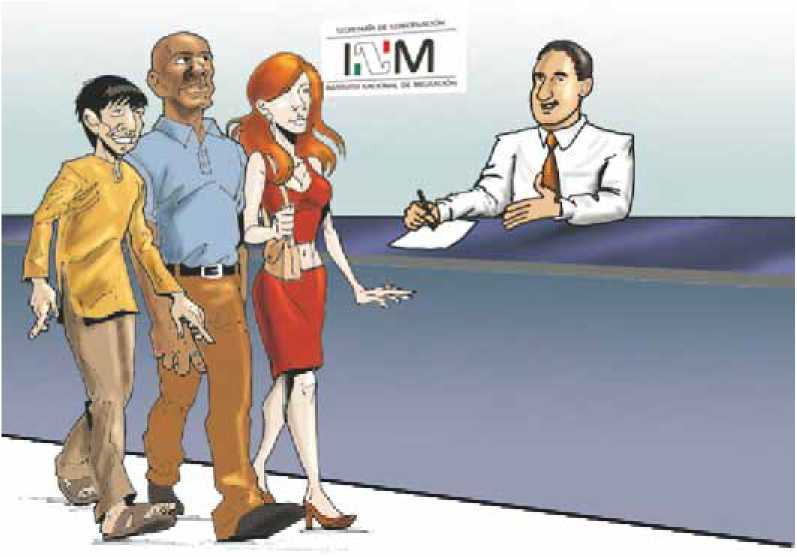 SECRETARÍA DE GOBERNACIÓN
INM
INSTITUTO NACIONAL DE MIGRACIÓN